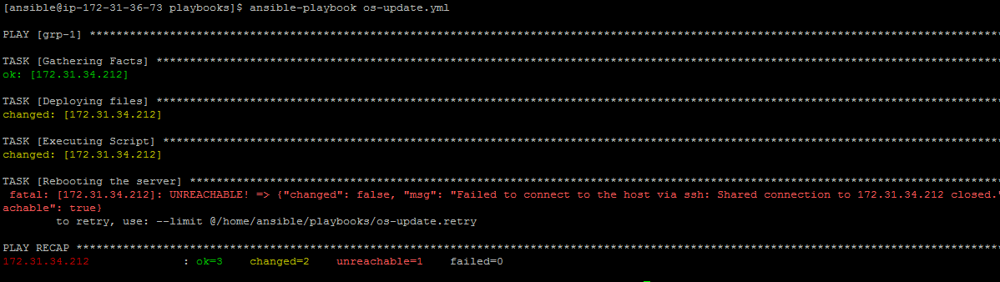 [ansible@ip-172-31-36-73 playbooks]$ ansible-playbook os-update.yml
PLAY [grp-1] ****************************************************************************************************************************************
TASK [Gathering Facts] ******************************************************************************************************************************
ok: [172.31.34.212]
TASK [Deploying files] ******************************************************************************************************************************
changed: [172.31.34.212]
TASK [Executing Script] *****************************************************************************************************************************
changed: [172.31.34.212]
TASK [Rebooting the server] *************************************************************************************************************************
fatal: [172.31.34.212]: UNREACHABLE! => {"changed": false, "msg": "Failed to connect to the host via ssh: Shared connection to 172.31.34.212 closed.
achable": true}
to retry, use: --limit @/home/ansible/playbooks/os-update.retry
PLAY RECAP ******************************************************************************************************************************************
172.31.34.212 : ok=3 changed=2 unreachable=1 failed=0